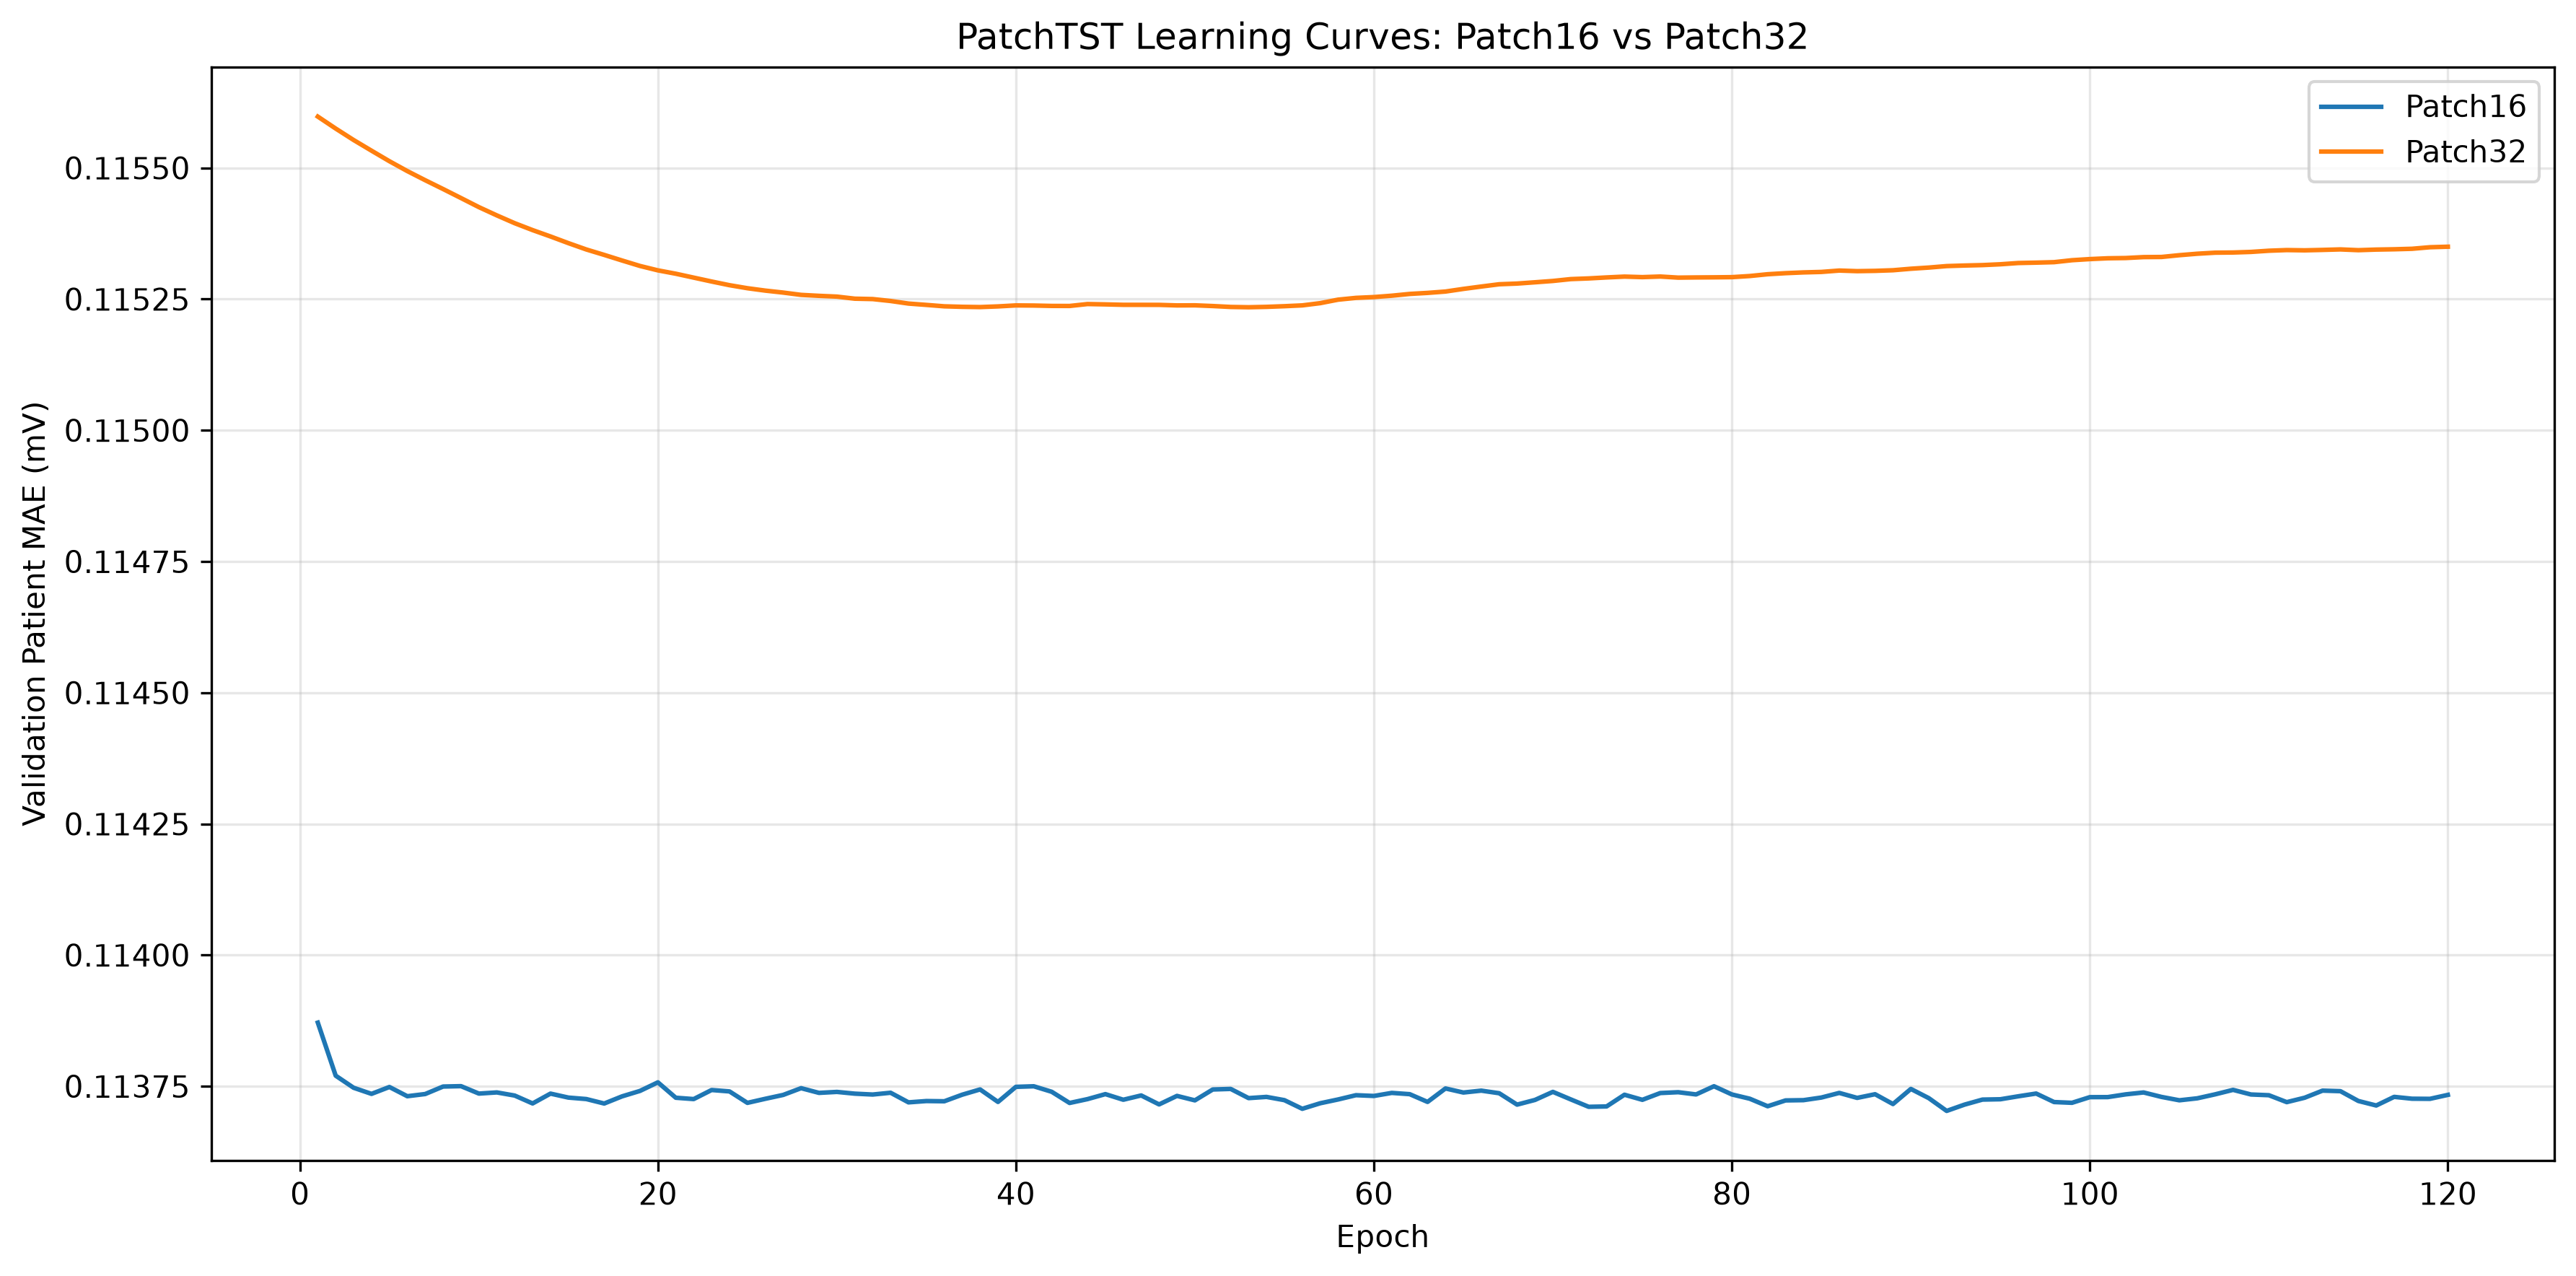 PatchTST Learning Curves: Patch16 vs Patch32
Patch16
Patch32
Validation Patient MAE (mV)
0.11550
0.11525
0.11500
0.11475
0.11450
0.11425
0.11400
0.11375
0 20 40 60 80 100 120
Epoch